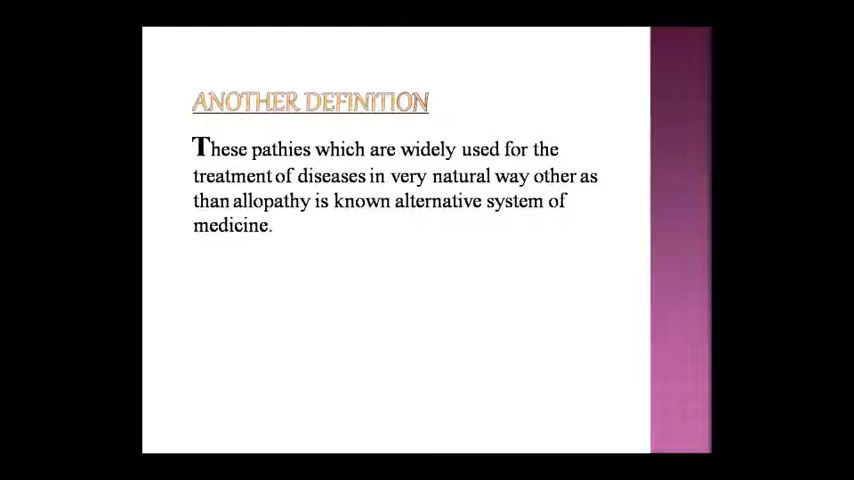 ANOTHER DEFINITION
These pathies which are widely used for the
treatment of diseases in very natural way other as
than allopathy is known alternative system of
medicine.